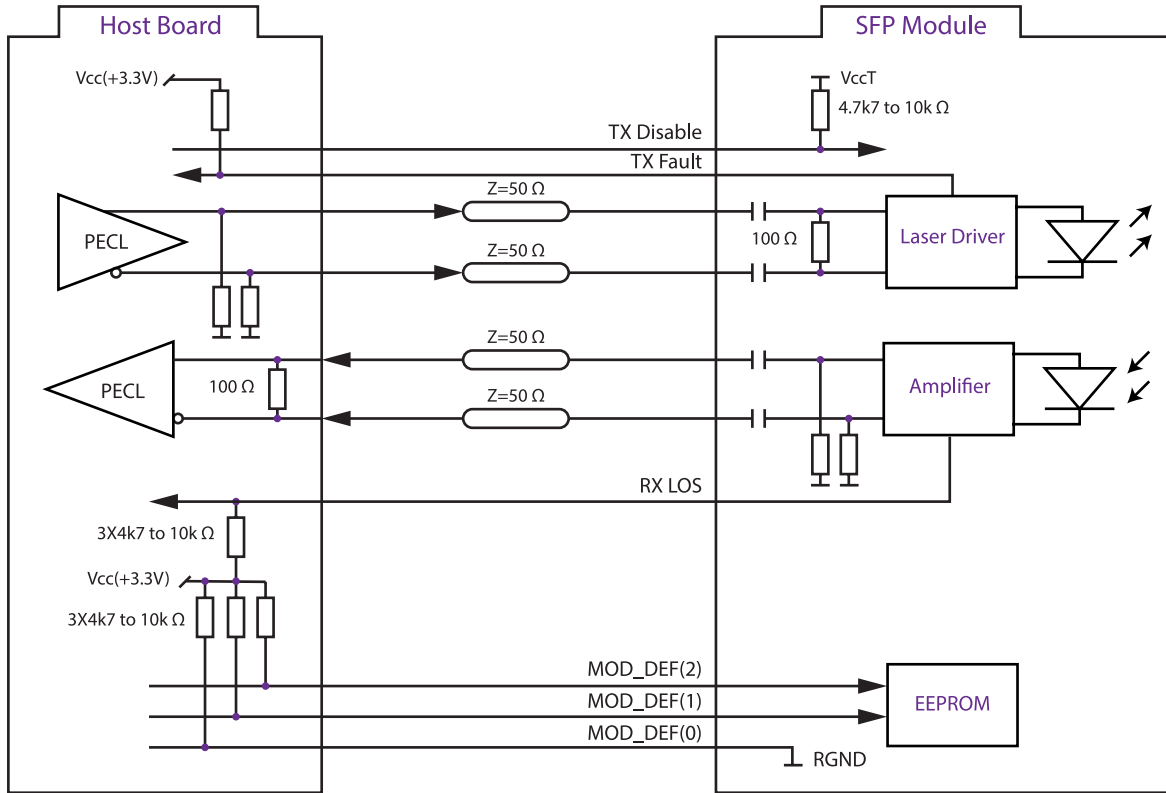 Host Board
SFP Module
Vcc(+3.3V)
VccT
4.7k7 to 10k Ω
TX Disable
TX Fault
Z=50 Ω
PECL
100 Ω
Laser Driver
Z=50 Ω
Z=50 Ω
PECL
100 Ω
Amplifier
Z=50 Ω
RX LOS
3X4k7 to 10k Ω
Vcc(+3.3V)
3X4k7 to 10k Ω
MOD_DEF(2)
MOD_DEF(1)
EEPROM
MOD_DEF(0)
RGND